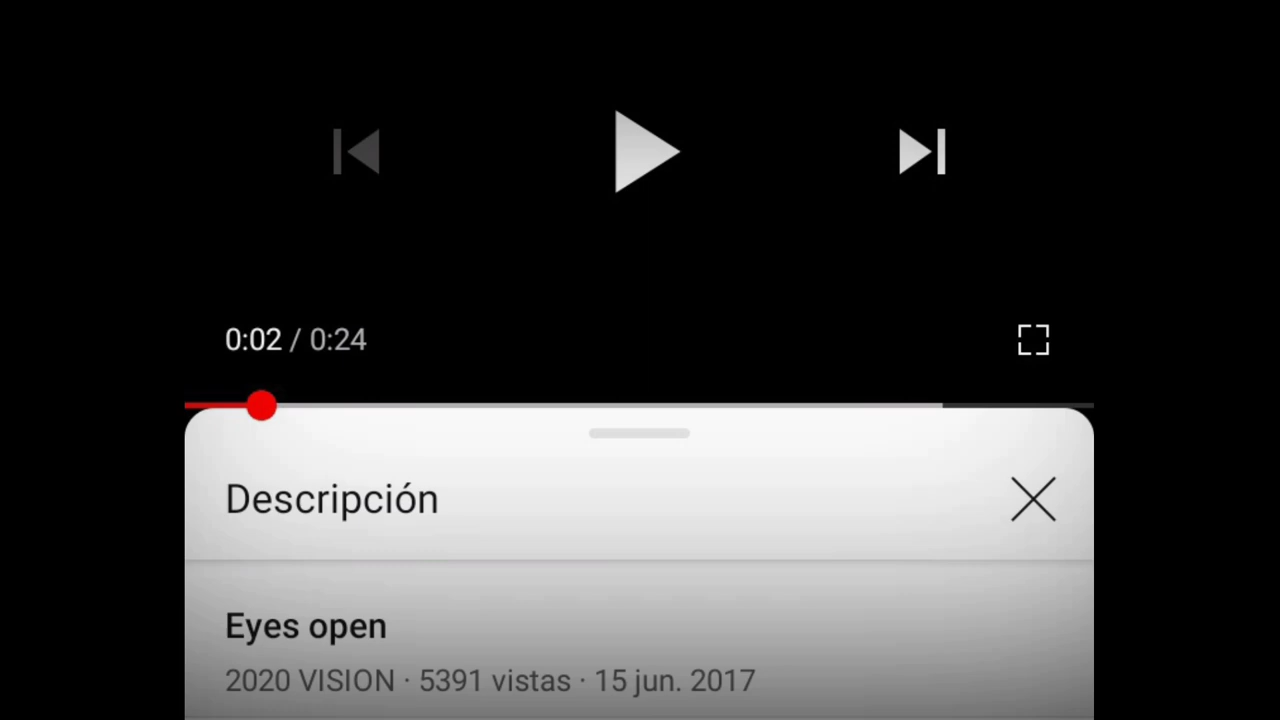 0:02 / 0:24
Descripción
Eyes open
2020 VISION · 5391 vistas · 15 jun. 2017